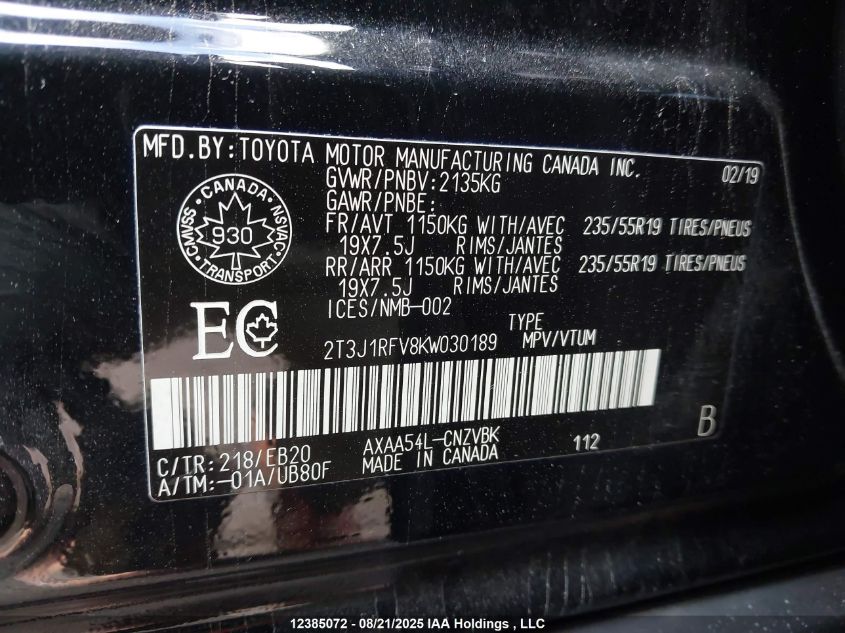 MFD.BY:TOYOTA MOTOR MANUFACTURING CANADA INC. 02/19
GVWR/PNBV:2135KG
GAWR/PNBE:
FR/AVT 1150KG WITH/AVEC 235/55R19 TIRES/PNEUS
19X7.5J RIMS/JANTES
RR/ARR 1150KG WITH/AVEC 235/55R19 TIRES/PNEUS
19X7.5J RIMS/JANTES
ICES/NMB-002
CANADA
CMVSS
930
NSVAC
TRANSPORT
EC
TYPE
2T3J1RFV8KW030189 MPV/VTUM
B
C/TR:218/EB20 AXAA54L-CNZVBK 112
A/TM:-01A/UB80F MADE IN CANADA
12385072 - 08/21/2025 IAA Holdings , LLC